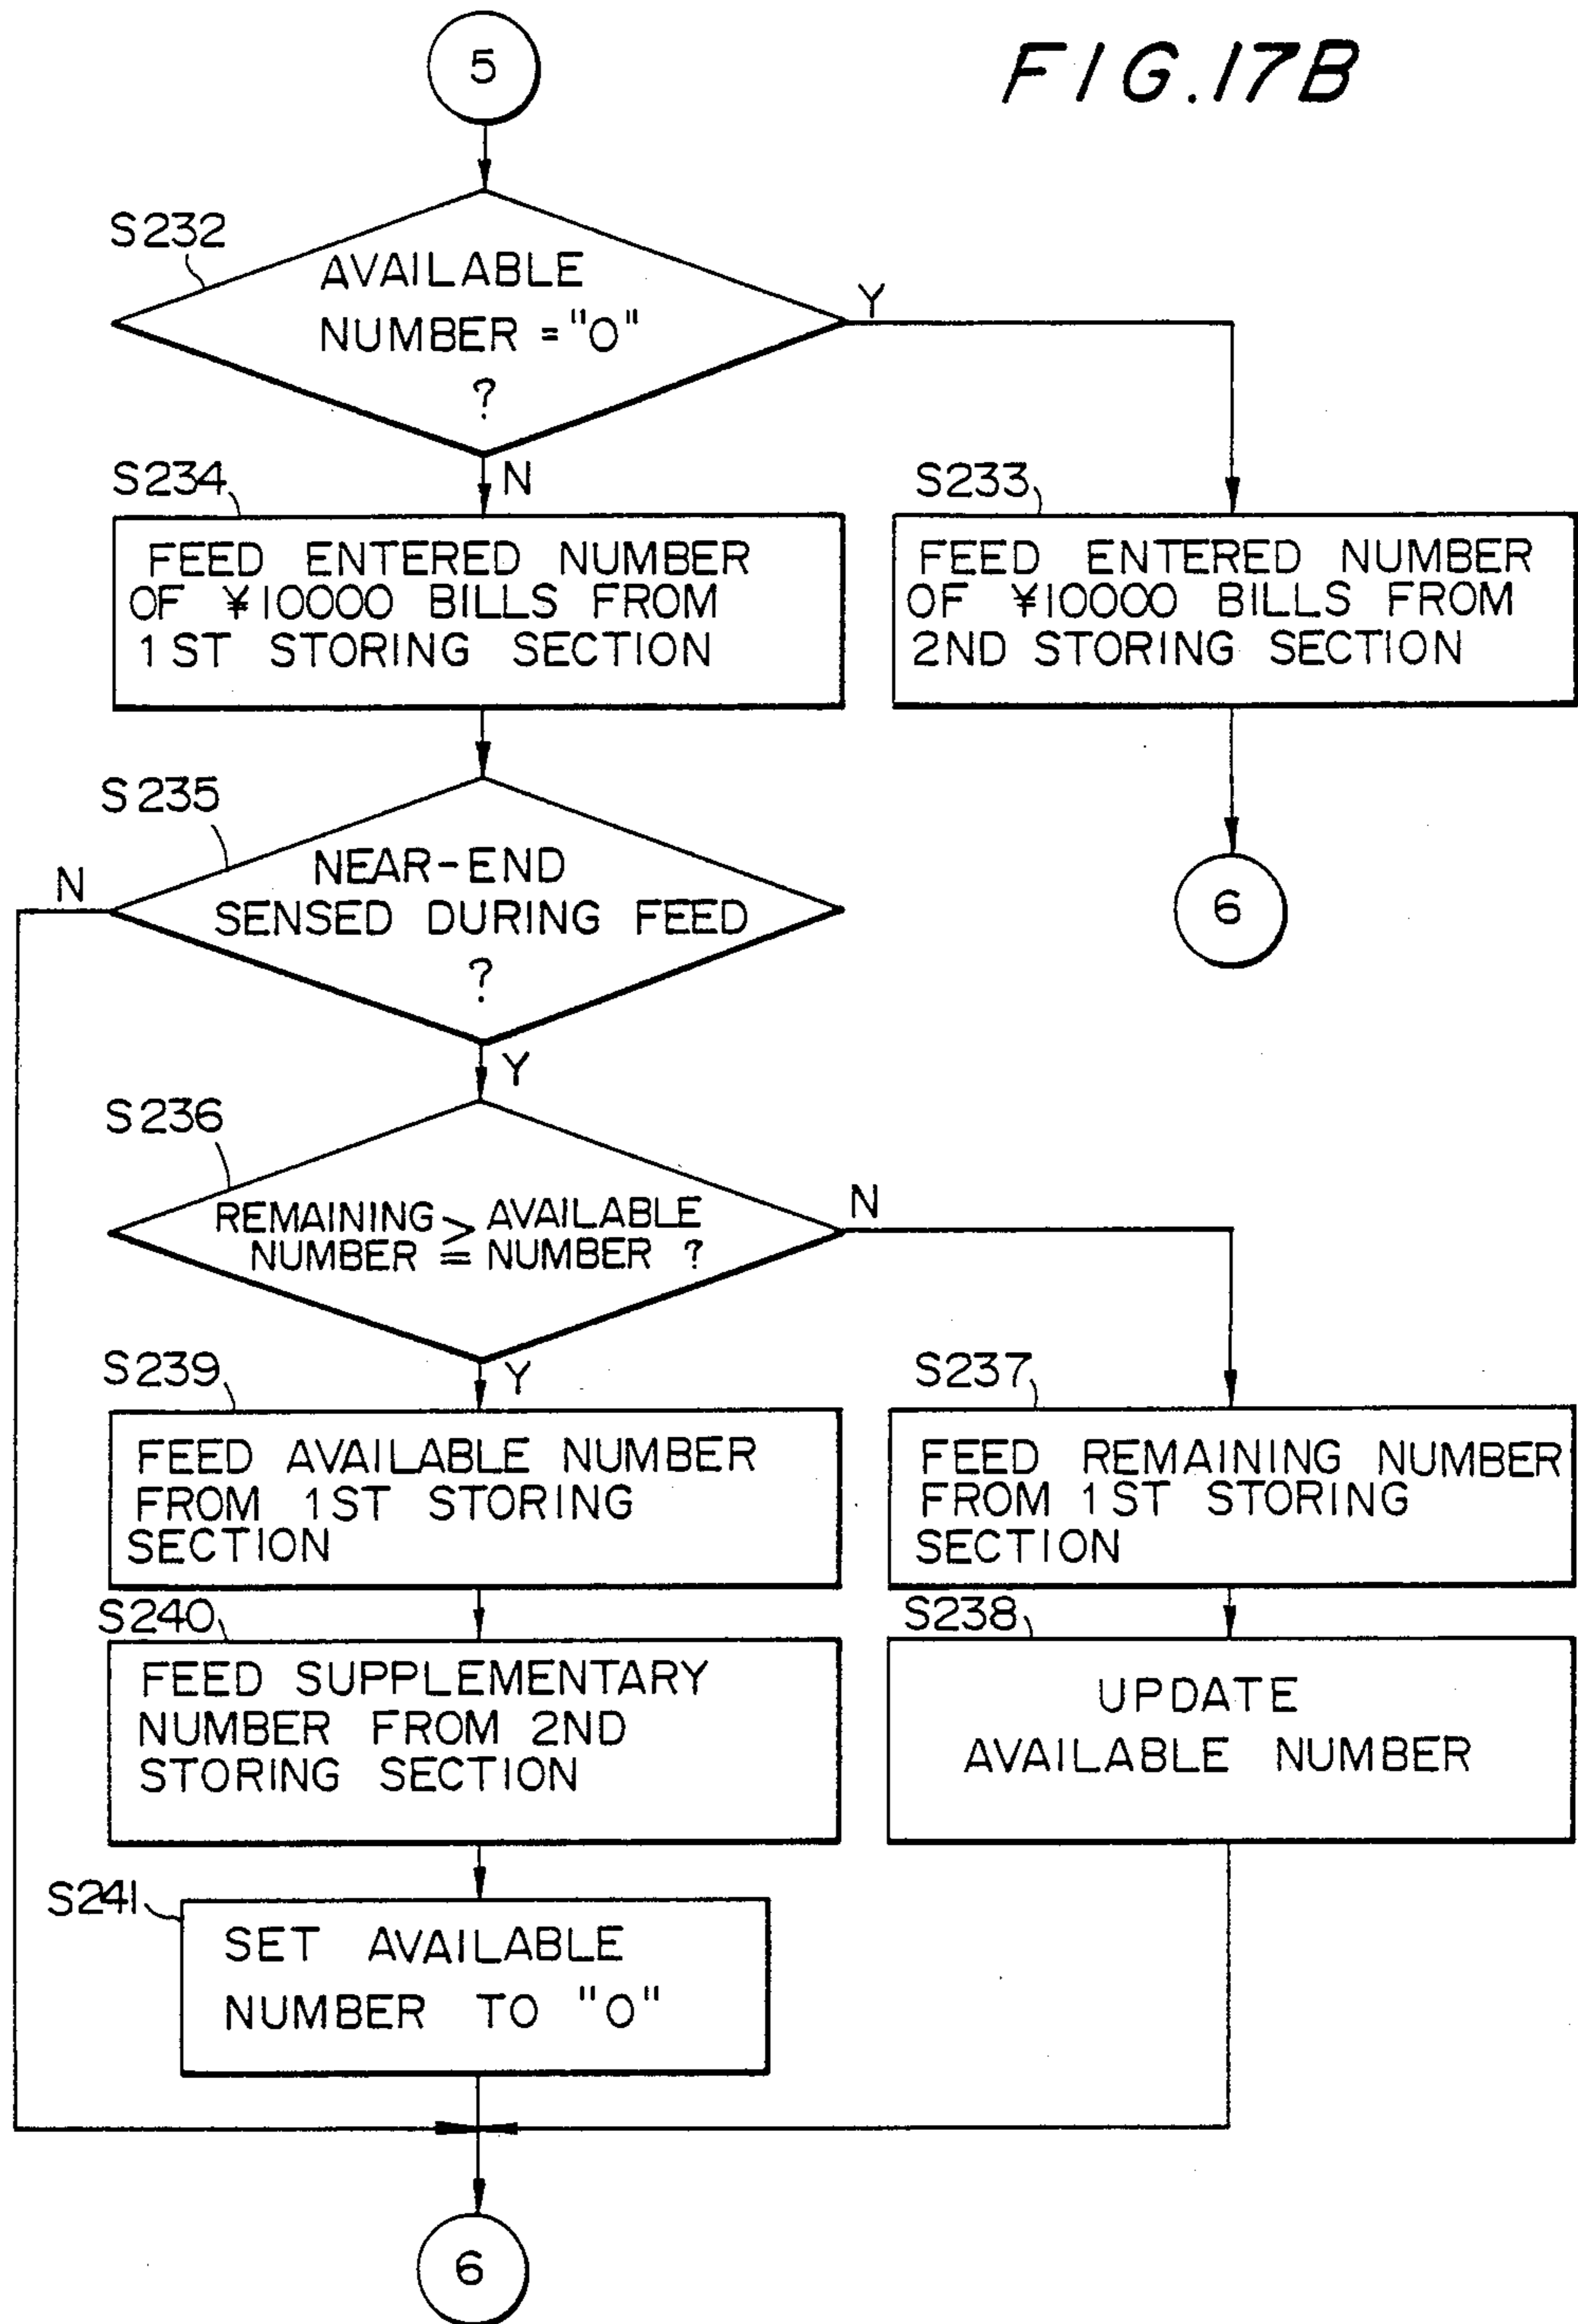 FIG.17B
5
S232
AVAILABLE
NUMBER = "0"
?
Y
N
S234
FEED ENTERED NUMBER
OF ¥10000 BILLS FROM
1ST STORING SECTION
S233
FEED ENTERED NUMBER
OF ¥10000 BILLS FROM
2ND STORING SECTION
6
S235
NEAR-END
SENSED DURING FEED
?
N
Y
S236
REMAINING ≧ AVAILABLE
NUMBER NUMBER ?
N
Y
S239
FEED AVAILABLE NUMBER
FROM 1ST STORING
SECTION
S237
FEED REMAINING NUMBER
FROM 1ST STORING
SECTION
S240
FEED SUPPLEMENTARY
NUMBER FROM 2ND
STORING SECTION
S238
UPDATE
AVAILABLE NUMBER
S241
SET AVAILABLE
NUMBER TO "0"
6